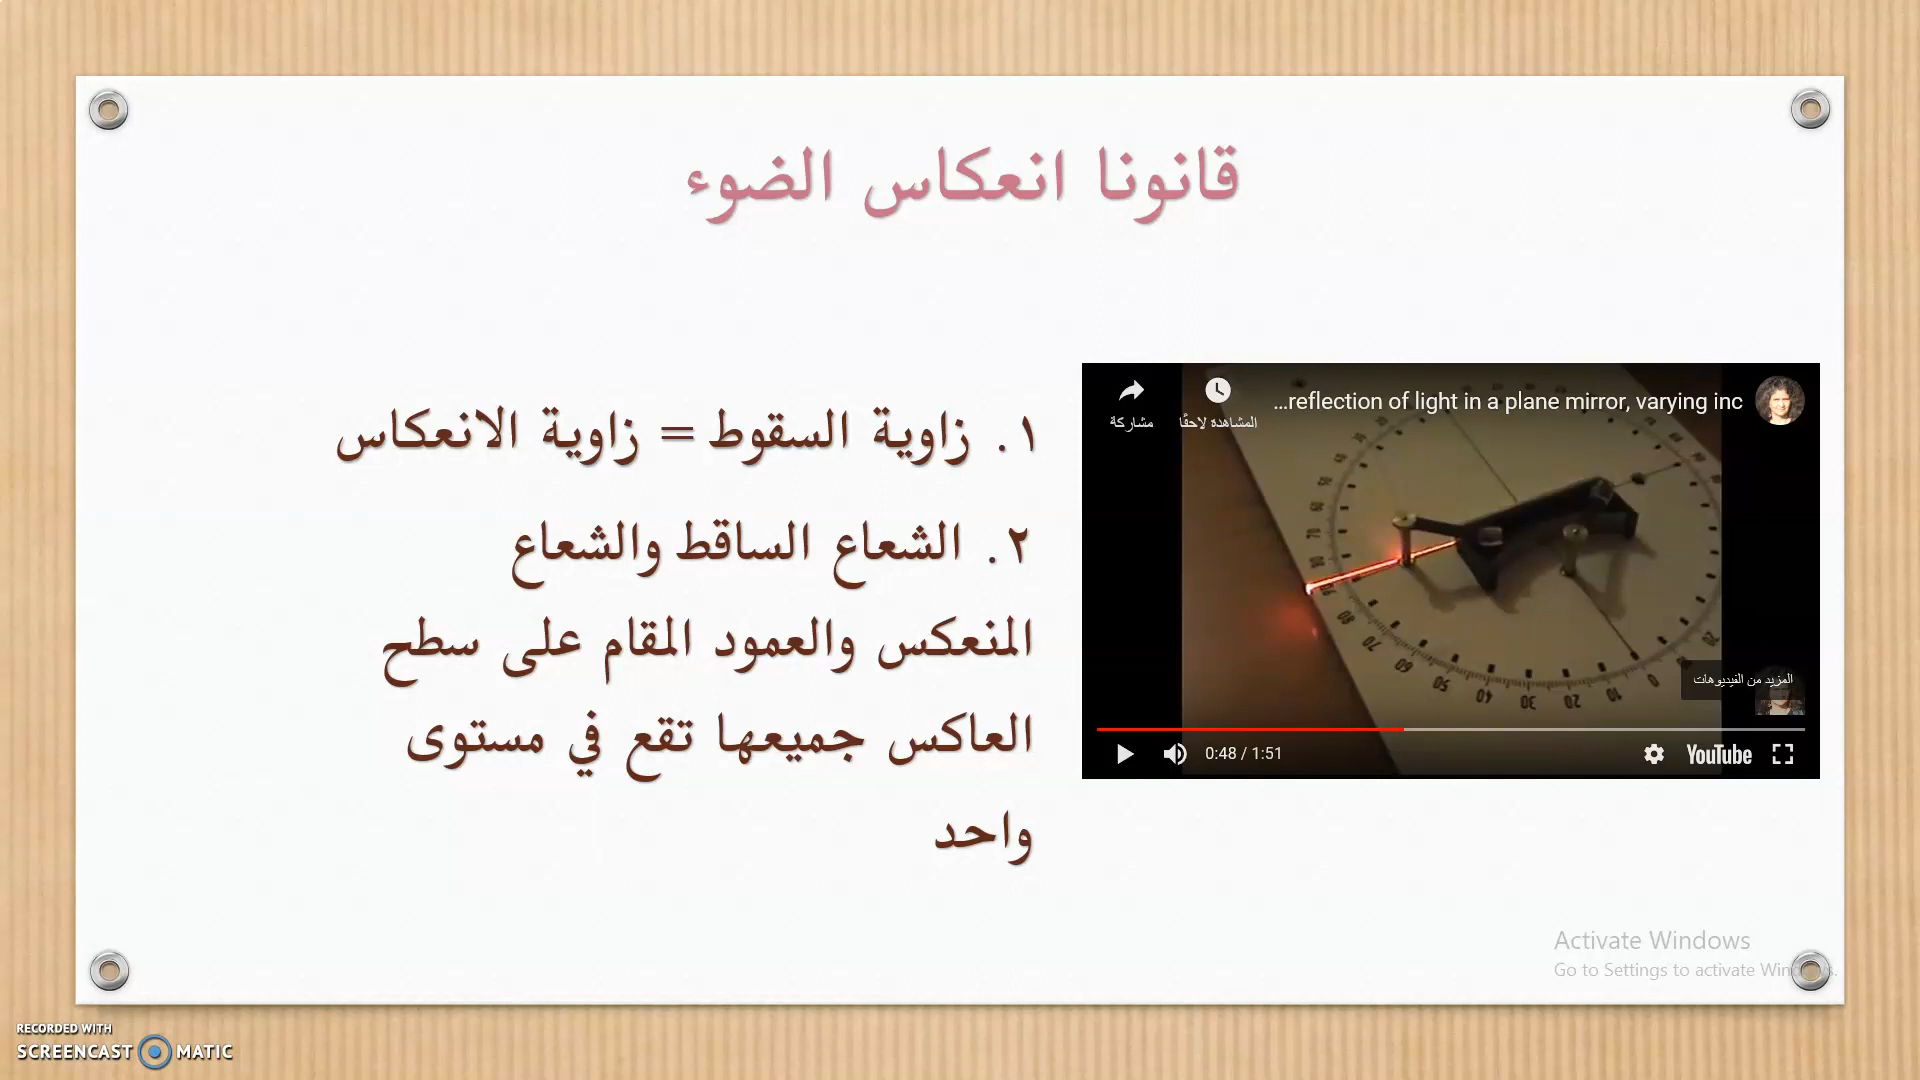 قانونا انعكاس الضوء
١. زاوية السقوط = زاوية الانعكاس
٢. الشعاع الساقط والشعاع
المنعكس والعمود المقام على سطح
العاكس جميعها تقع في مستوى
واحد
...reflection of light in a plane mirror, varying inc
المشاهدة لاحقًا
مشاركة
المزيد من الفيديوهات
0:48 / 1:51
YouTube
Activate Windows
Go to Settings to activate Windows.
RECORDED WITH
SCREENCAST MATIC